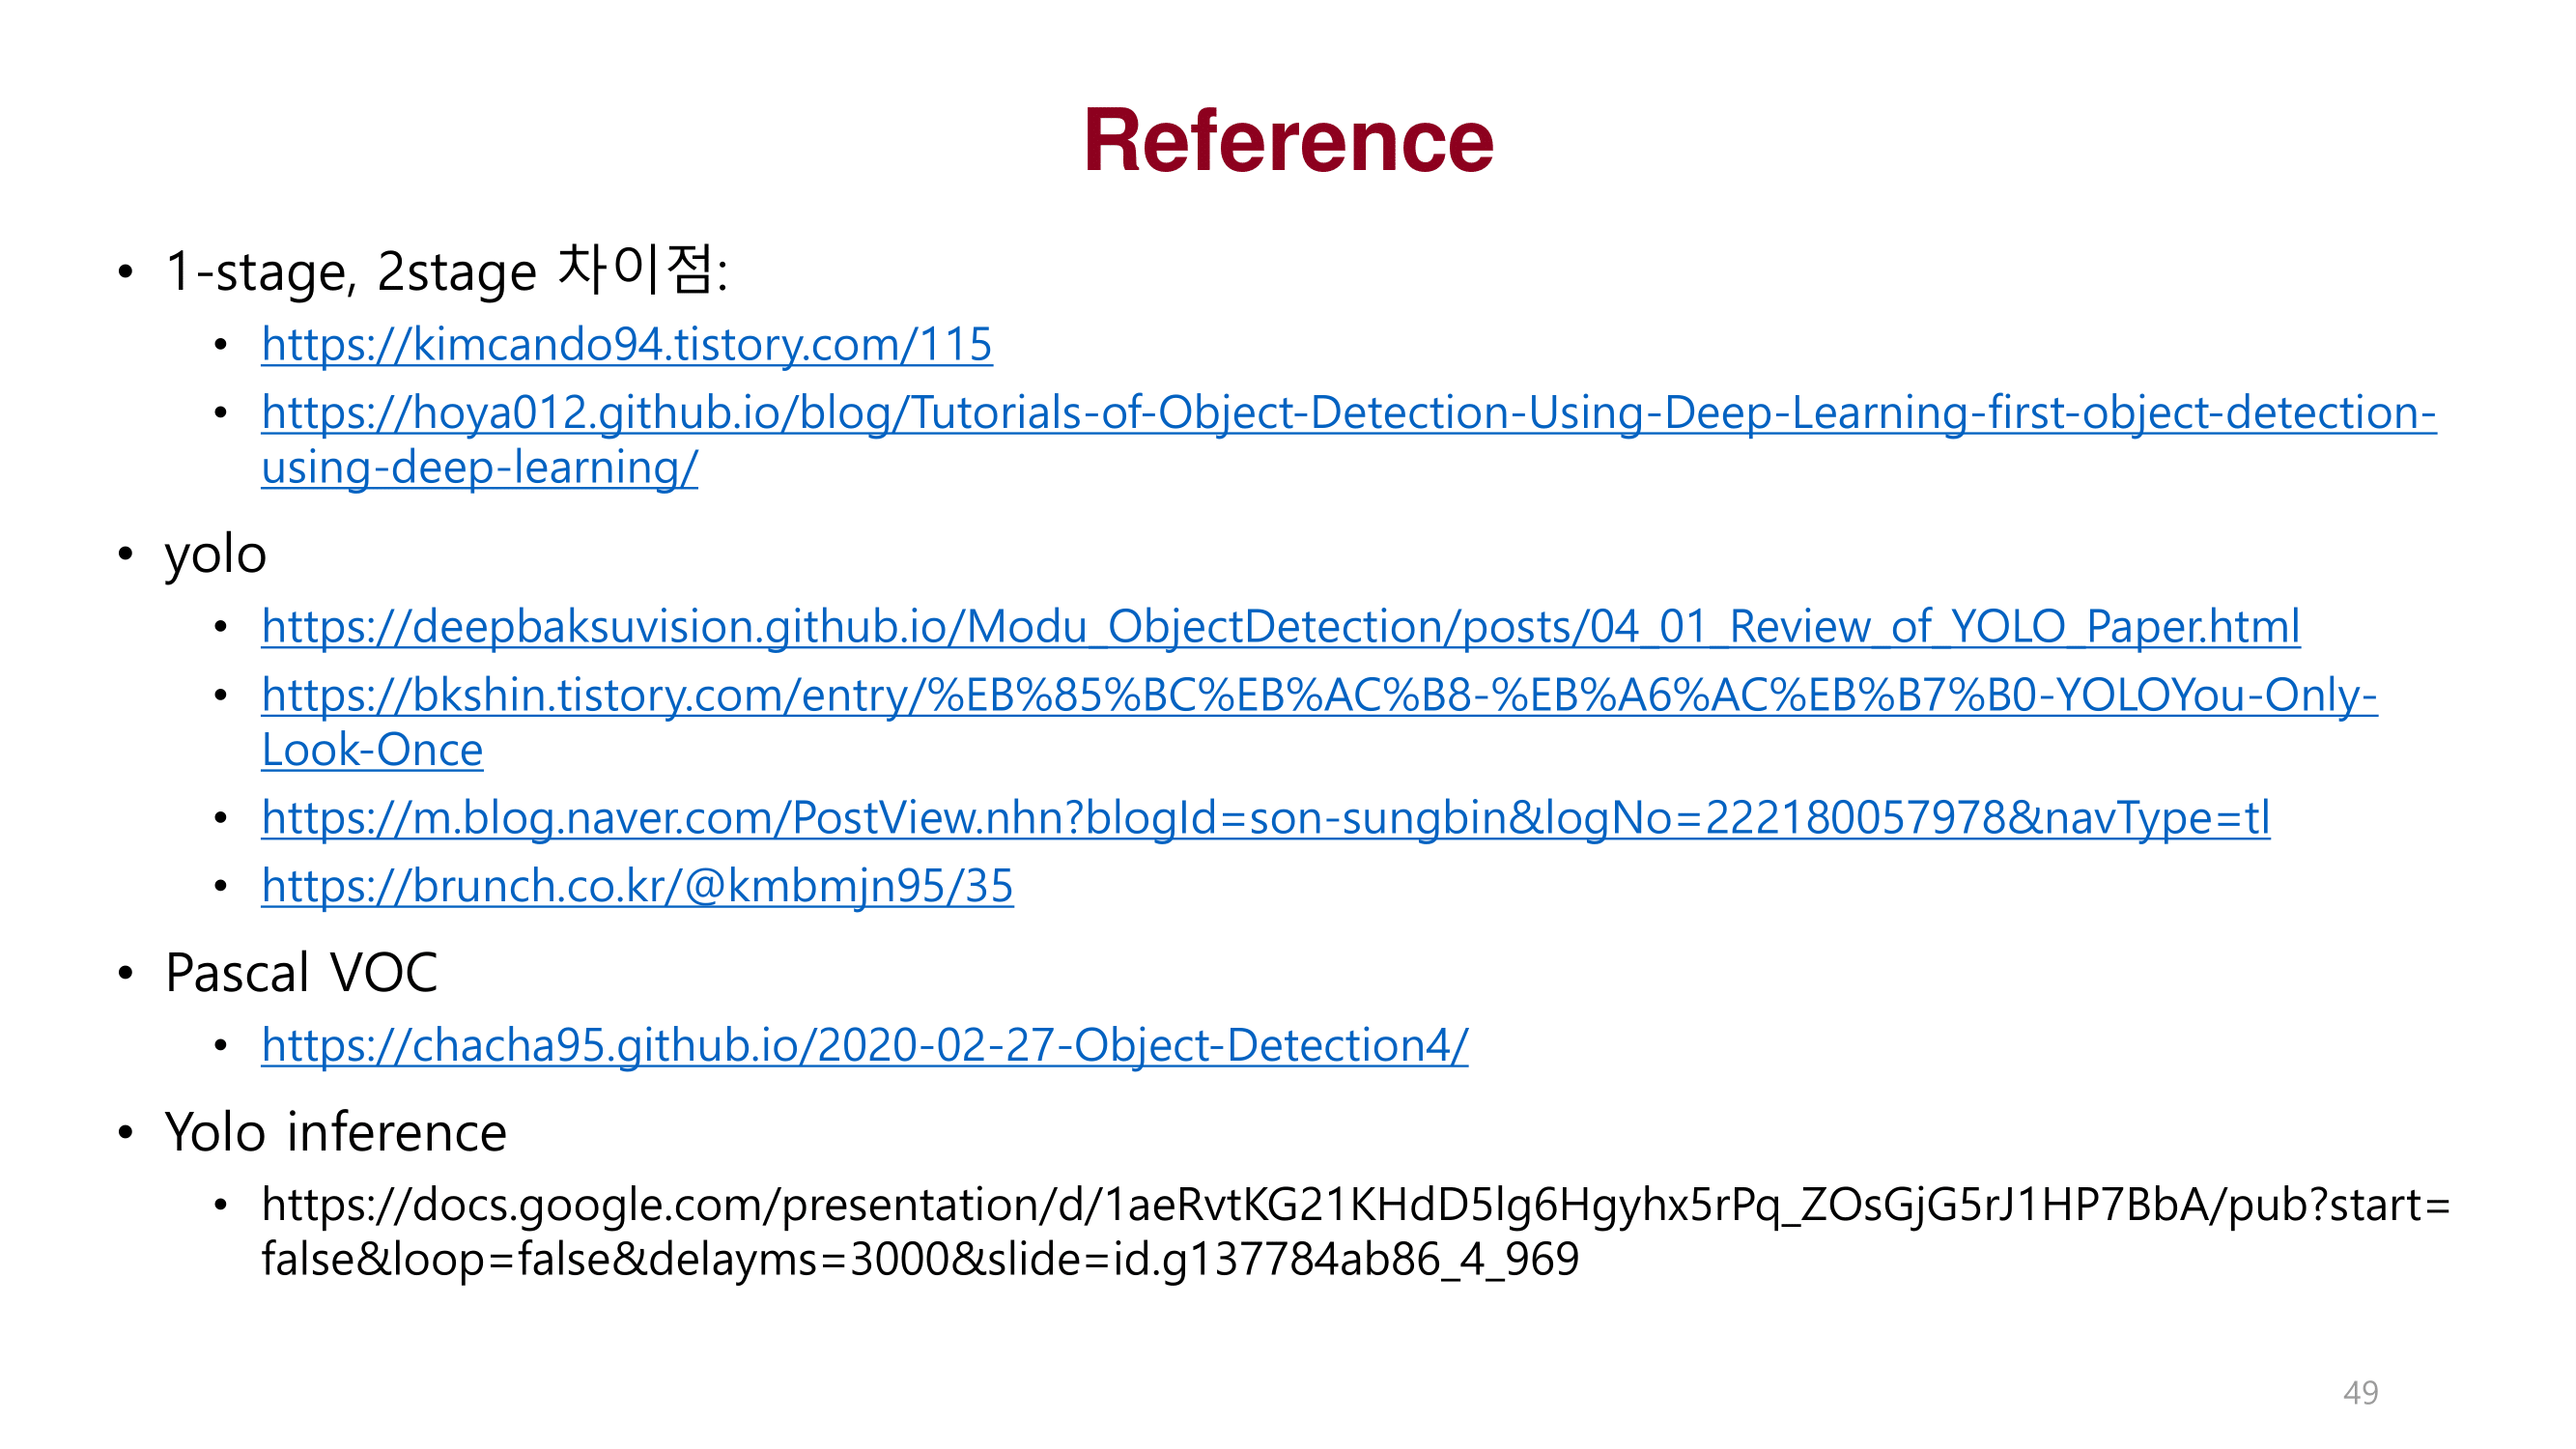 Reference
• 1-stage, 2stage 차이점:
• https://kimcando94.tistory.com/115
• https://hoya012.github.io/blog/Tutorials-of-Object-Detection-Using-Deep-Learning-first-object-detection-
using-deep-learning/
• yolo
• https://deepbaksuvision.github.io/Modu_ObjectDetection/posts/04_01_Review_of_YOLO_Paper.html
• https://bkshin.tistory.com/entry/%EB%85%BC%EB%AC%B8-%EB%A6%AC%EB%B7%B0-YOLOYou-Only-
Look-Once
• https://m.blog.naver.com/PostView.nhn?blogId=son-sungbin&logNo=222180057978&navType=tl
• https://brunch.co.kr/@kmbmjn95/35
• Pascal VOC
• https://chacha95.github.io/2020-02-27-Object-Detection4/
• Yolo inference
• https://docs.google.com/presentation/d/1aeRvtKG21KHdD5lg6Hgyhx5rPq_ZOsGjG5rJ1HP7BbA/pub?start=
false&loop=false&delayms=3000&slide=id.g137784ab86_4_969
49